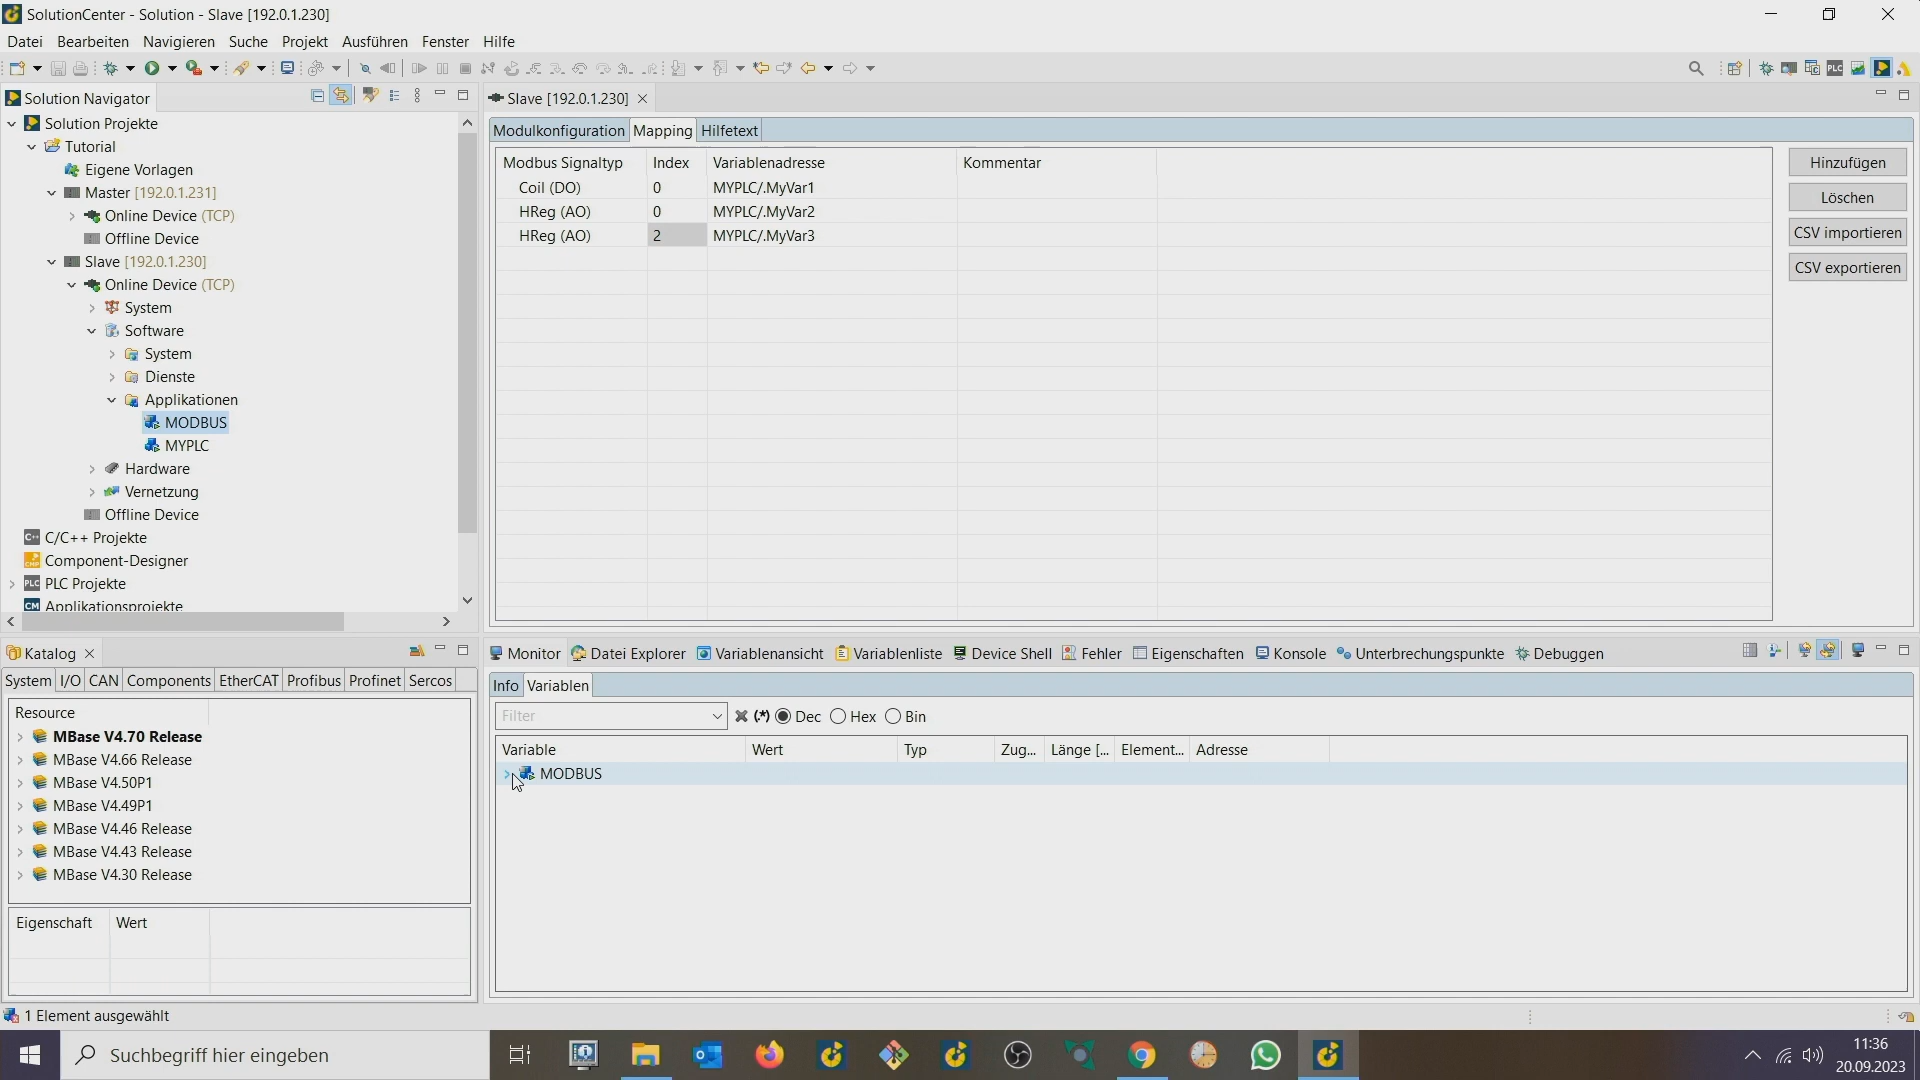 SolutionCenter - Solution - Slave [192.0.1.230]
Datei Bearbeiten Navigieren Suche Projekt Ausführen Fenster Hilfe
Solution Navigator
Solution Projekte
Tutorial
Eigene Vorlagen
Master [192.0.1.231]
Online Device (TCP)
Offline Device
Slave [192.0.1.230]
Online Device (TCP)
System
Software
System
Dienste
Applikationen
MODBUS
MYPLC
Hardware
Vernetzung
Offline Device
C/C++ Projekte
Component-Designer
PLC Projekte
Applikationsprojekte
Slave [192.0.1.230]
Modulkonfiguration Mapping Hilfetext
Modbus Signaltyp Index Variablenadresse Kommentar
Coil (DO) 0 MYPLC/.MyVar1
HReg (AO) 0 MYPLC/.MyVar2
HReg (AO) 2 MYPLC/.MyVar3
Hinzufügen
Löschen
CSV importieren
CSV exportieren
Katalog
System I/O CAN Components EtherCAT Profibus Profinet Sercos
Resource
MBase V4.70 Release
MBase V4.66 Release
MBase V4.50P1
MBase V4.49P1
MBase V4.46 Release
MBase V4.43 Release
MBase V4.30 Release
Eigenschaft Wert
Monitor Datei Explorer Variablenansicht Variablenliste Device Shell Fehler Eigenschaften Konsole Unterbrechungspunkte Debuggen
Info Variablen
Filter (.*) Dec Hex Bin
Variable Wert Typ Zug... Länge [... Element... Adresse
MODBUS
1 Element ausgewählt
Suchbegriff hier eingeben
11:36
20.09.2023